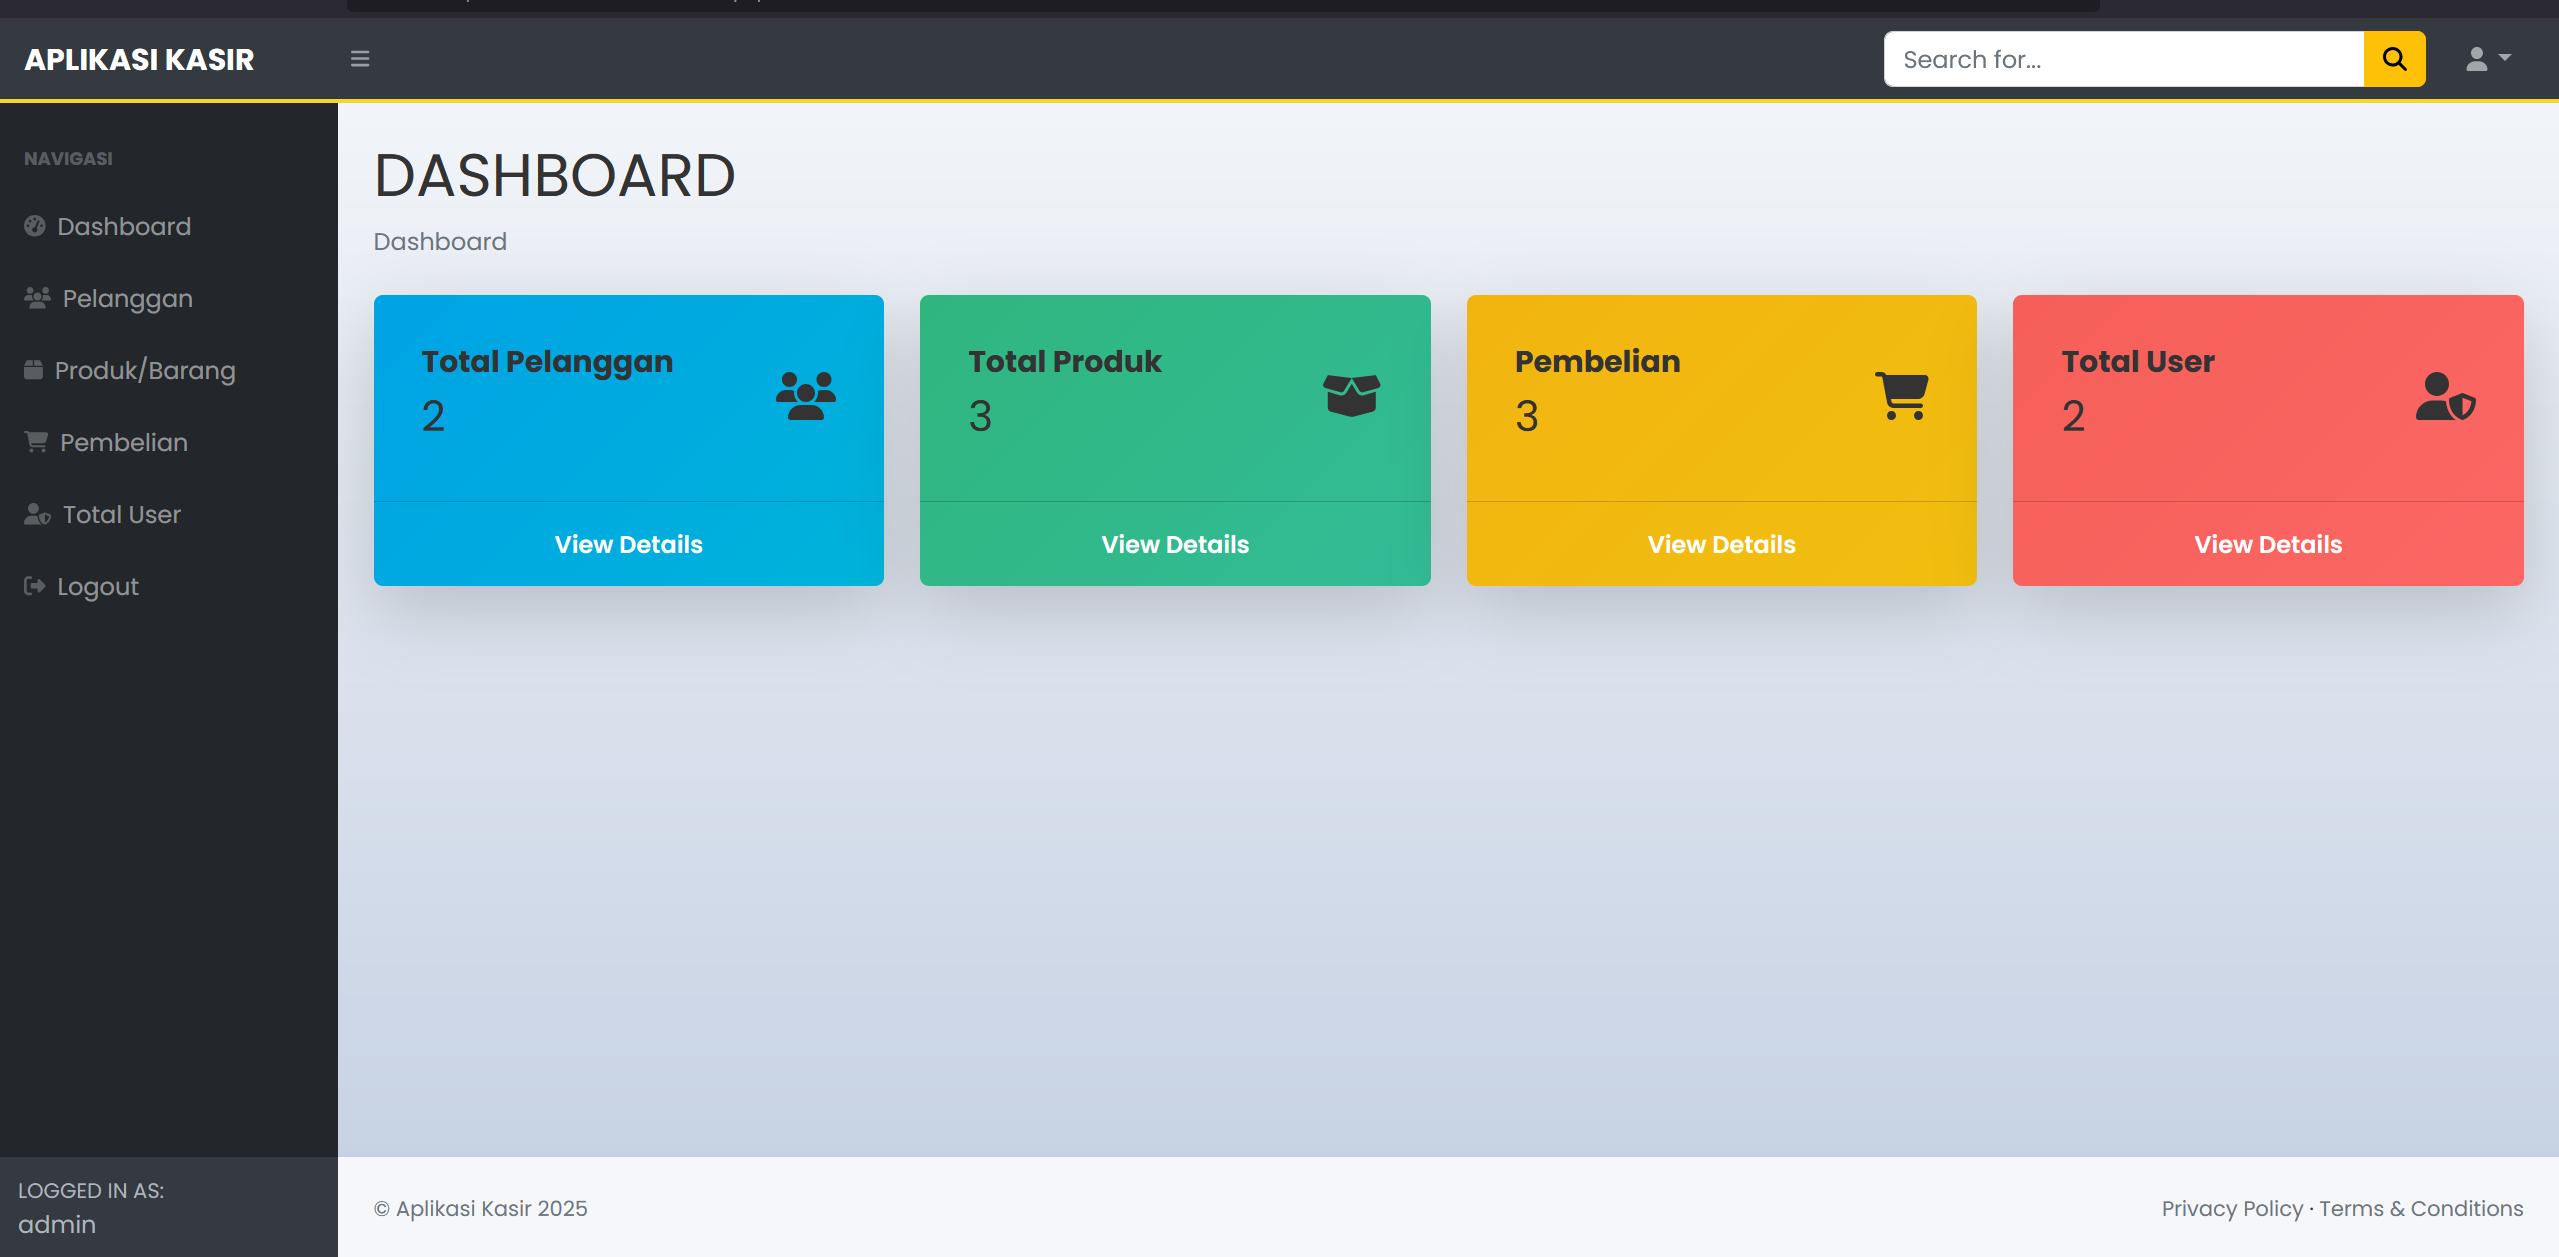 APLIKASI KASIR
Search for...
NAVIGASI
Dashboard
Pelanggan
Produk/Barang
Pembelian
Total User
Logout
LOGGED IN AS:
admin
DASHBOARD
Dashboard
Total Pelanggan
2
View Details
Total Produk
3
View Details
Pembelian
3
View Details
Total User
2
View Details
© Aplikasi Kasir 2025
Privacy Policy · Terms & Conditions